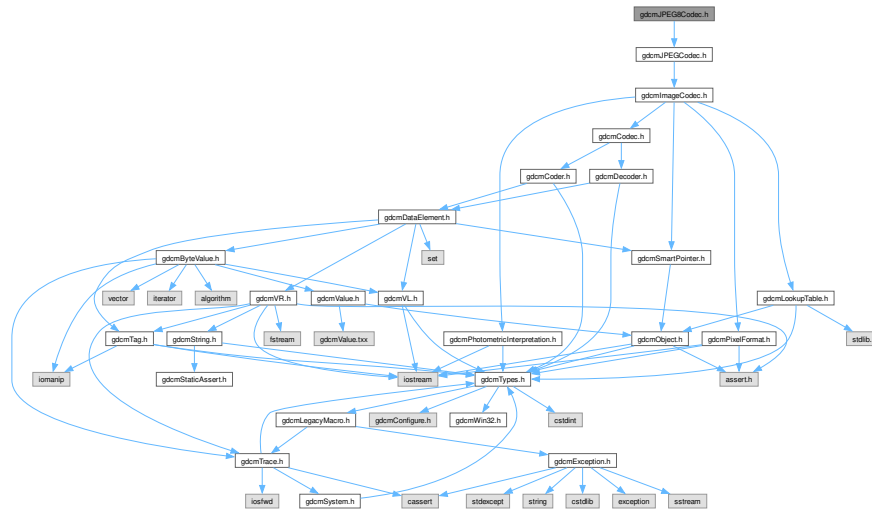 gdcmJPEG8Codec.h
gdcmJPEGCodec.h
gdcmImageCodec.h
gdcmCodec.h
gdcmCoder.h
gdcmDecoder.h
gdcmDataElement.h
gdcmByteValue.h
set
gdcmSmartPointer.h
vector
iterator
algorithm
gdcmVR.h
gdcmValue.h
gdcmVL.h
gdcmLookupTable.h
gdcmTag.h
gdcmString.h
fstream
gdcmValue.txx
gdcmPhotometricInterpretation.h
gdcmObject.h
gdcmPixelFormat.h
stdlib.
iomanip
gdcmStaticAssert.h
iostream
gdcmTypes.h
assert.h
gdcmLegacyMacro.h
gdcmConfigure.h
gdcmWin32.h
cstdint
gdcmTrace.h
gdcmException.h
iosfwd
gdcmSystem.h
cassert
stdexcept
string
cstdlib
exception
sstream